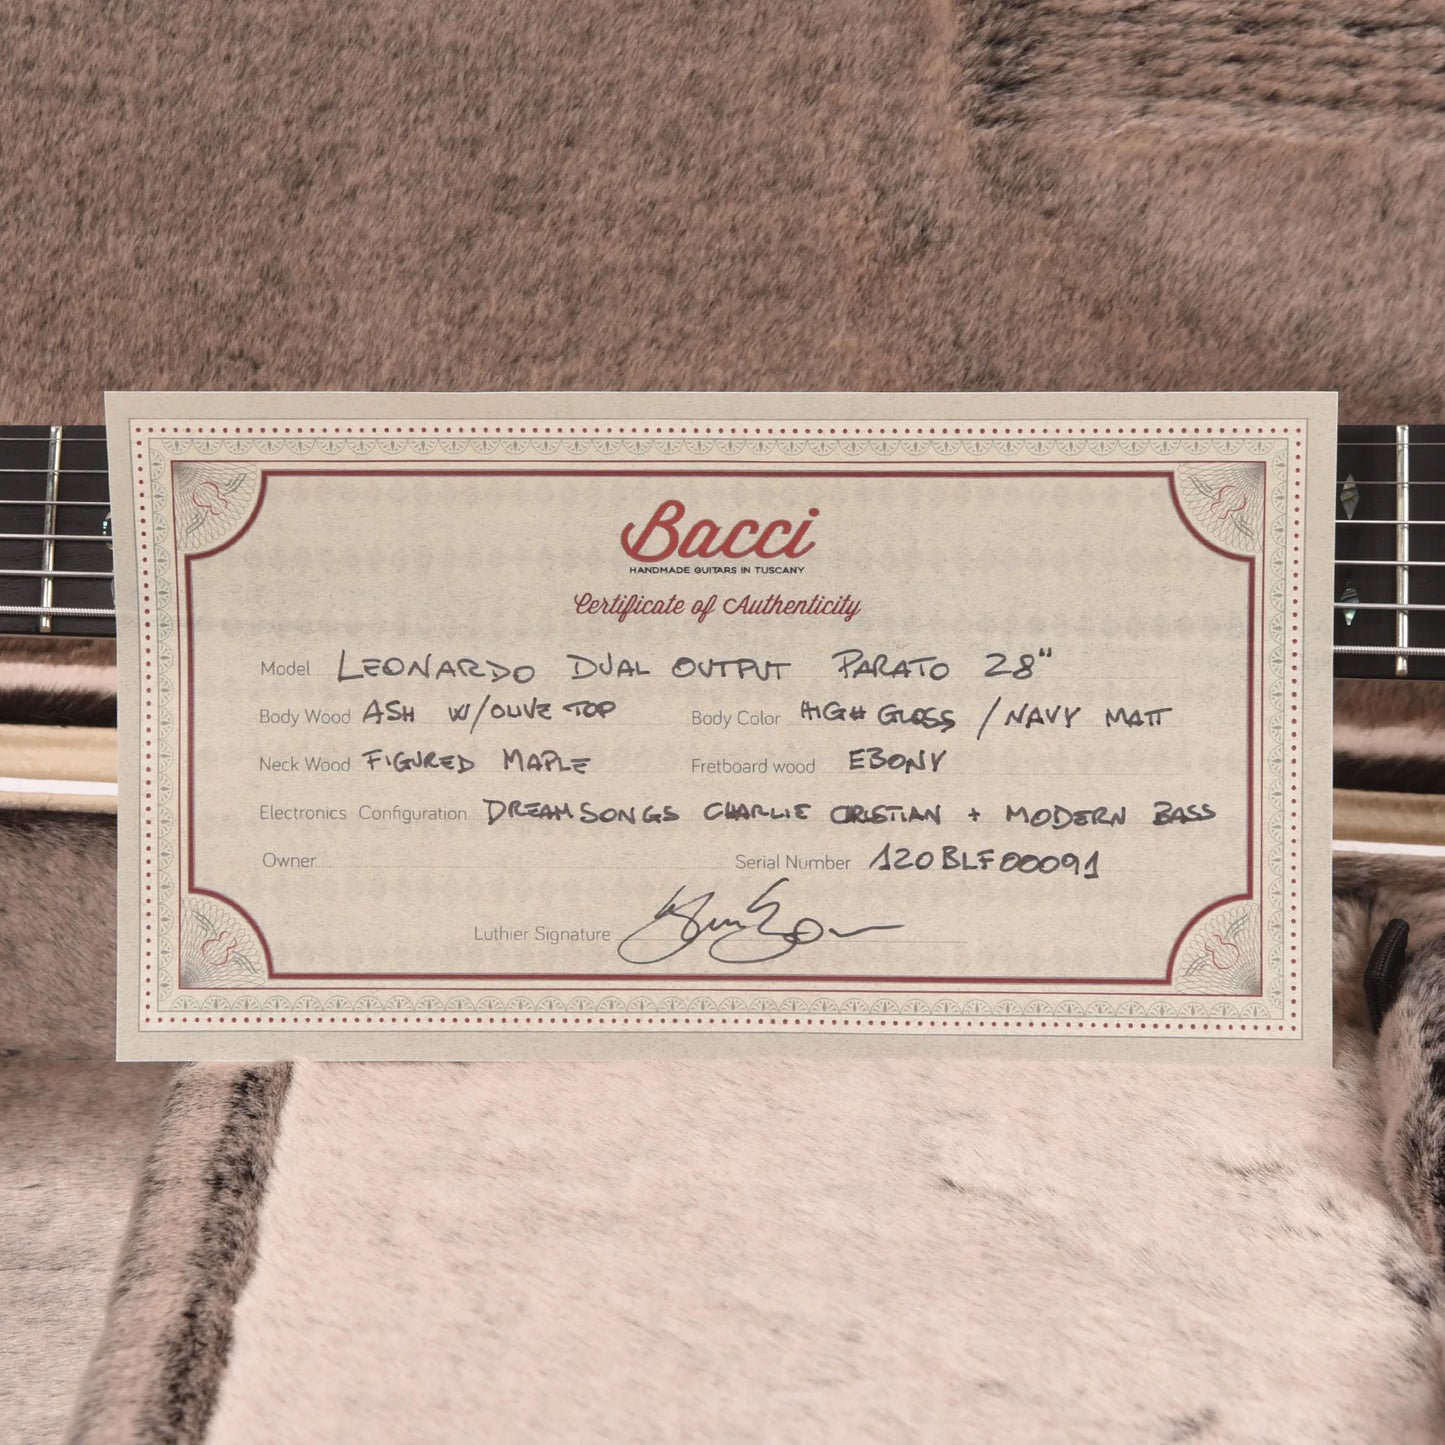 Bacci
HANDMADE GUITARS IN TUSCANY
Certificate of Authenticity
Model LEONARDO DUAL OUTPUT PARATO 28"
Body Wood ASH W/OLIVE TOP Body Color HIGH GLOSS / NAVY MATT
Neck Wood FIGURED MAPLE Fretboard wood EBONY
Electronics Configuration DREAMSONGS CHARLIE CRISTIAN + MODERN BASS
Owner Serial Number 120BLF00091
Luthier Signature